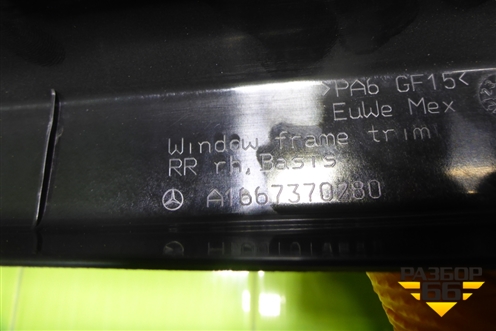 >PA6 GF15<
EuWe Mex
Window frame trim
RR rh, Basis
A1667370280
РАЗБОР
66